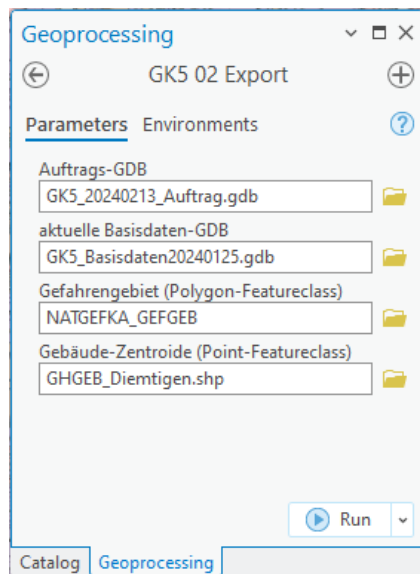 Geoprocessing
GK5 02 Export
Parameters Environments
Auftrags-GDB
GK5_20240213_Auftrag.gdb
aktuelle Basisdaten-GDB
GK5_Basisdaten20240125.gdb
Gefahrengebiet (Polygon-Featureclass)
NATGEFKA_GEFGEB
Gebäude-Zentroide (Point-Featureclass)
GHGEB_Diemtigen.shp
Run
Catalog Geoprocessing